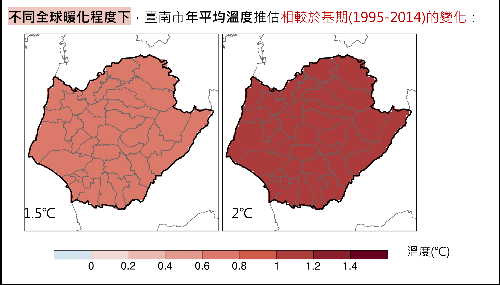 不同全球暖化程度下，臺南市年平均溫度推估相較於基期(1995-2014)的變化：
1.5℃ 2℃
溫度(℃)
0 0.2 0.4 0.6 0.8 1 1.2 1.4